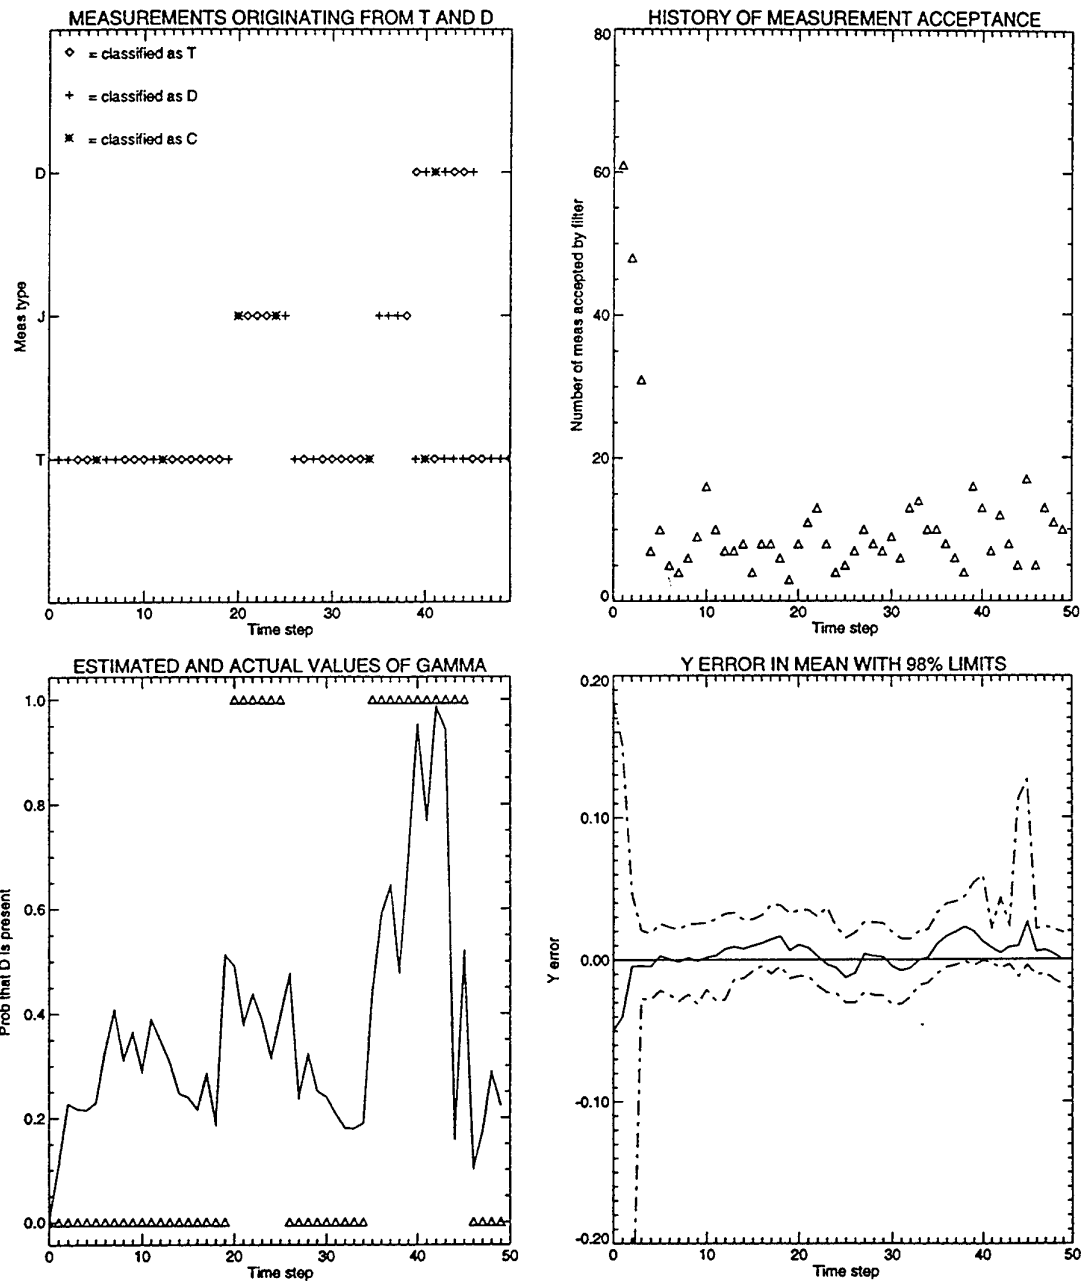 MEASUREMENTS ORIGINATING FROM T AND D
= classified as T
= classified as D
= classified as C
D
J
T
Meas type
0 10 20 30 40
Time step
HISTORY OF MEASUREMENT ACCEPTANCE
80
60
40
20
0
Number of meas accepted by filter
0 10 20 30 40 50
Time step
ESTIMATED AND ACTUAL VALUES OF GAMMA
1.0
0.8
0.6
0.4
0.2
0.0
Prob that D is present
0 10 20 30 40 50
Time step
Y ERROR IN MEAN WITH 98% LIMITS
0.20
0.10
0.00
-0.10
-0.20
Y error
0 10 20 30 40 50
Time step